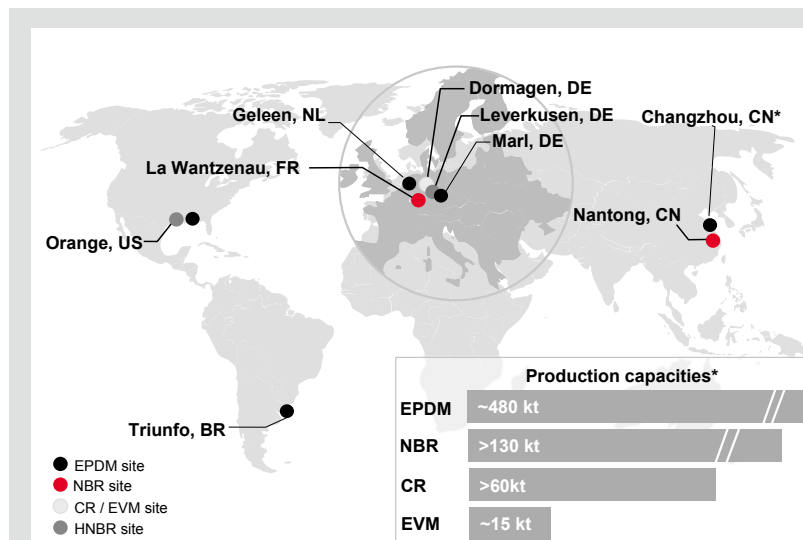 Dormagen, DE
Geleen, NL
Leverkusen, DE
Changzhou, CN*
Marl, DE
La Wantzenau, FR
Nantong, CN
Orange, US
Triunfo, BR
EPDM site
NBR site
CR / EVM site
HNBR site
Production capacities*
EPDM ~480 kt
NBR >130 kt
CR >60kt
EVM ~15 kt